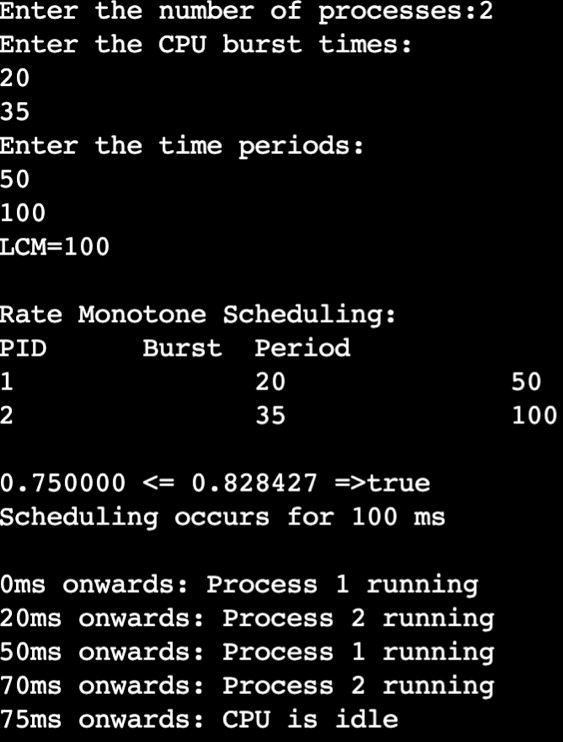 Enter the number of processes:2
Enter the CPU burst times:
20
35
Enter the time periods:
50
100
LCM=100
Rate Monotone Scheduling:
PID Burst Period
1 20 50
2 35 100
0.750000 <= 0.828427 =>true
Scheduling occurs for 100 ms
0ms onwards: Process 1 running
20ms onwards: Process 2 running
50ms onwards: Process 1 running
70ms onwards: Process 2 running
75ms onwards: CPU is idle